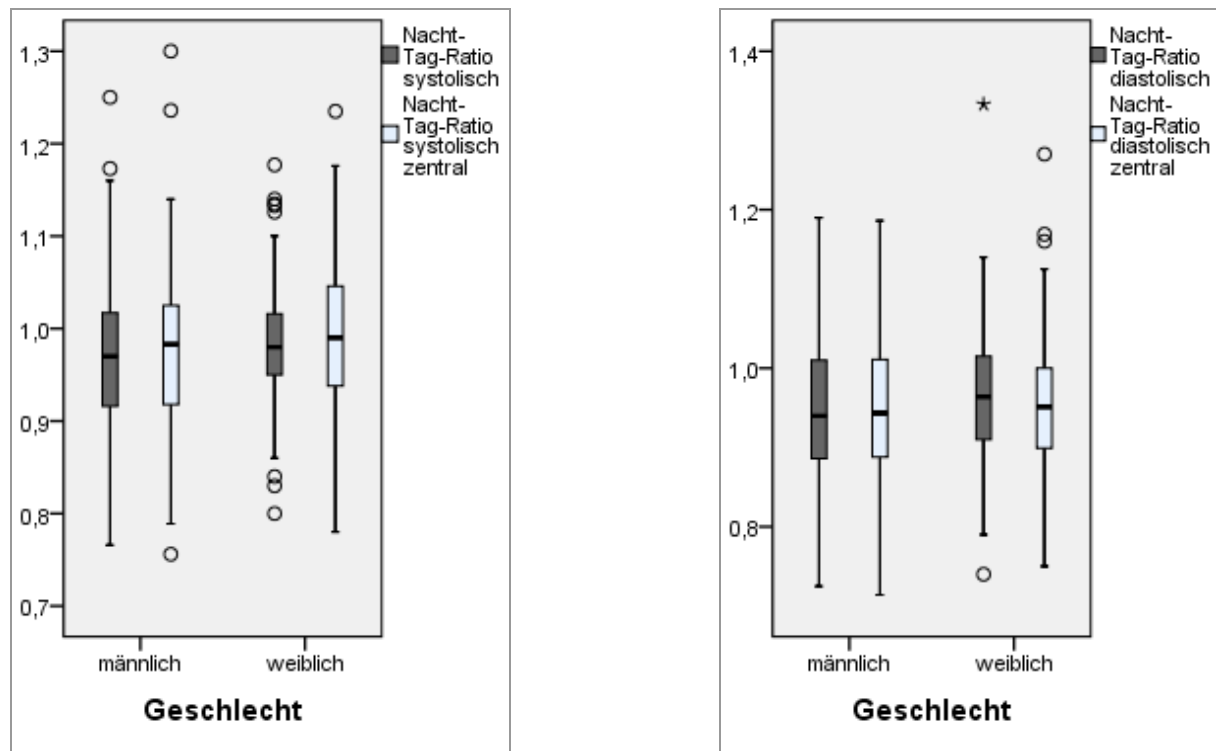 1,3
1,2
1,1
1,0
0,9
0,8
0,7
männlich
weiblich
Geschlecht
Nacht-
Tag-Ratio
systolisch
Nacht-
Tag-Ratio
systolisch
zentral
1,4
1,2
1,0
0,8
männlich
weiblich
Geschlecht
Nacht-
Tag-Ratio
diastolisch
Nacht-
Tag-Ratio
diastolisch
zentral